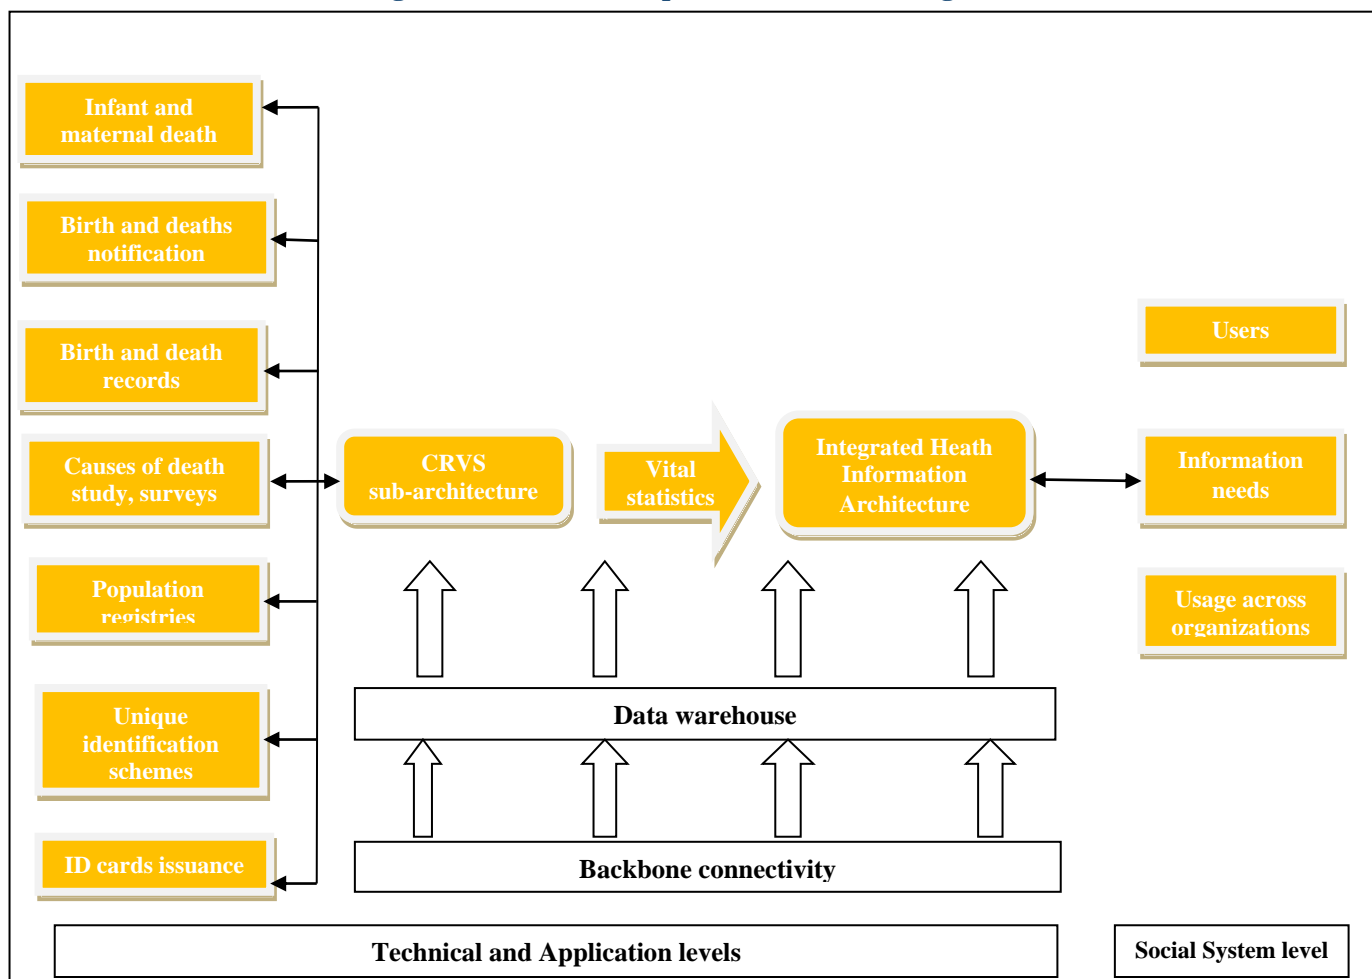 Infant and
maternal death
Birth and deaths
notification
Birth and death
records
Causes of death
study, surveys
Population
registries
Unique
identification
schemes
ID cards issuance
CRVS
sub-architecture
Vital
statistics
Integrated Heath
Information
Architecture
Users
Information
needs
Usage across
organizations
Data warehouse
Backbone connectivity
Technical and Application levels
Social System level